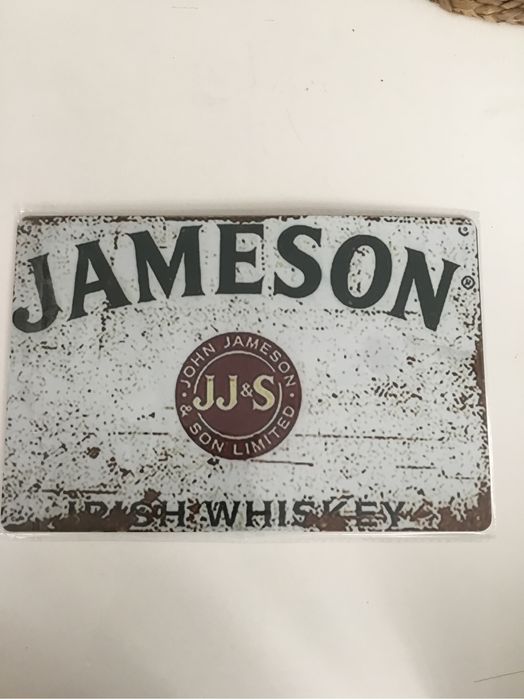 JAMESON®
· JOHN JAMESON ·
JJ&S
& SON LIMITED
IRISH WHISKEY